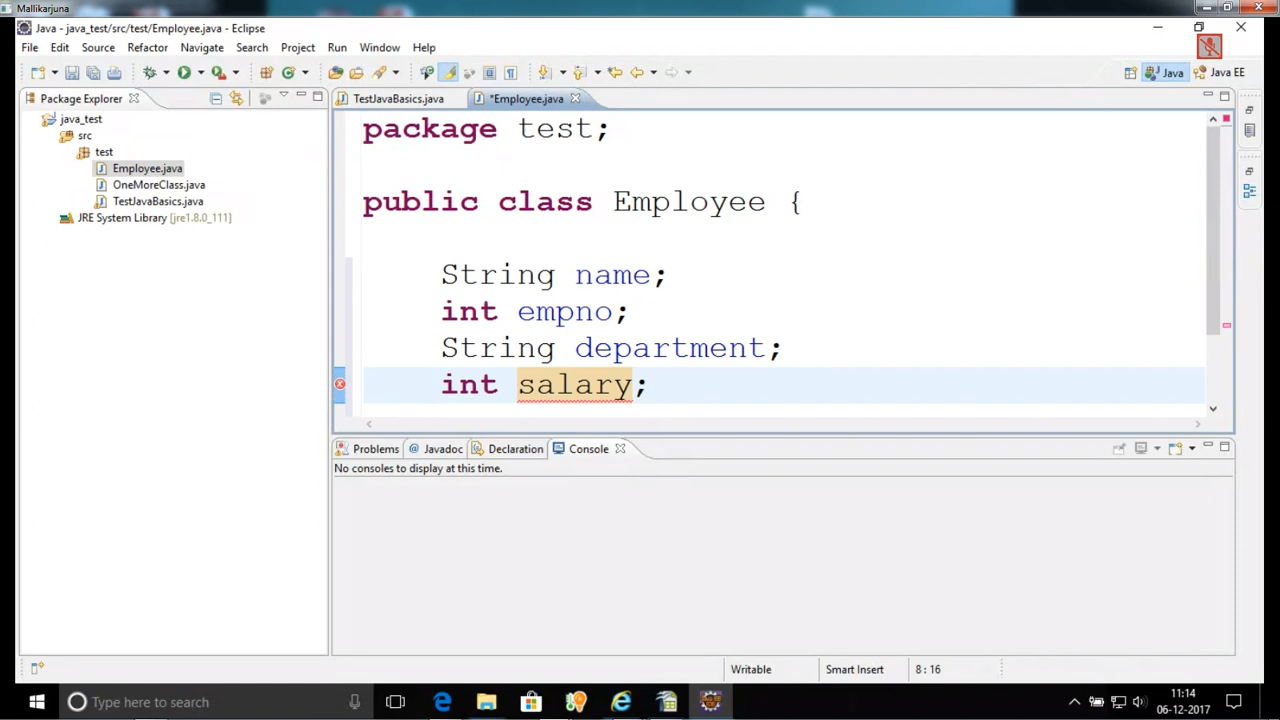 Mallikarjuna
Java - java_test/src/test/Employee.java - Eclipse
File Edit Source Refactor Navigate Search Project Run Window Help
Java Java EE
Package Explorer
TestJavaBasics.java *Employee.java
java_test
src
test
Employee.java
OneMoreClass.java
TestJavaBasics.java
JRE System Library [jre1.8.0_111]
package test;
public class Employee {
String name;
int empno;
String department;
int salary;
Problems @ Javadoc Declaration Console
No consoles to display at this time.
Writable Smart Insert 8 : 16
Type here to search
11:14
06-12-2017